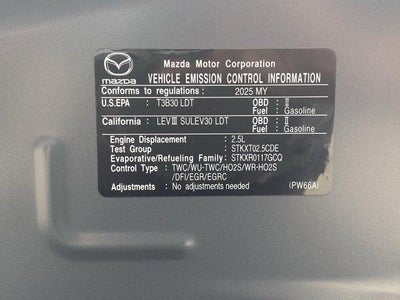 mazda
Mazda Motor Corporation
VEHICLE EMISSION CONTROL INFORMATION
Conforms to regulations : 2025 MY
U.S.EPA : T3B30 LDT OBD : II
Fuel : Gasoline
California : LEVIII SULEV30 LDT OBD : II
Fuel : Gasoline
Engine Displacement : 2.5L
Test Group : STKXT02.5CDE
Evaporative/Refueling Family: STKXR0117GCQ
Control Type : TWC/WU-TWC/HO2S/WR-HO2S
/DFI/EGR/EGRC
Adjustments : No adjustments needed (PW66A)